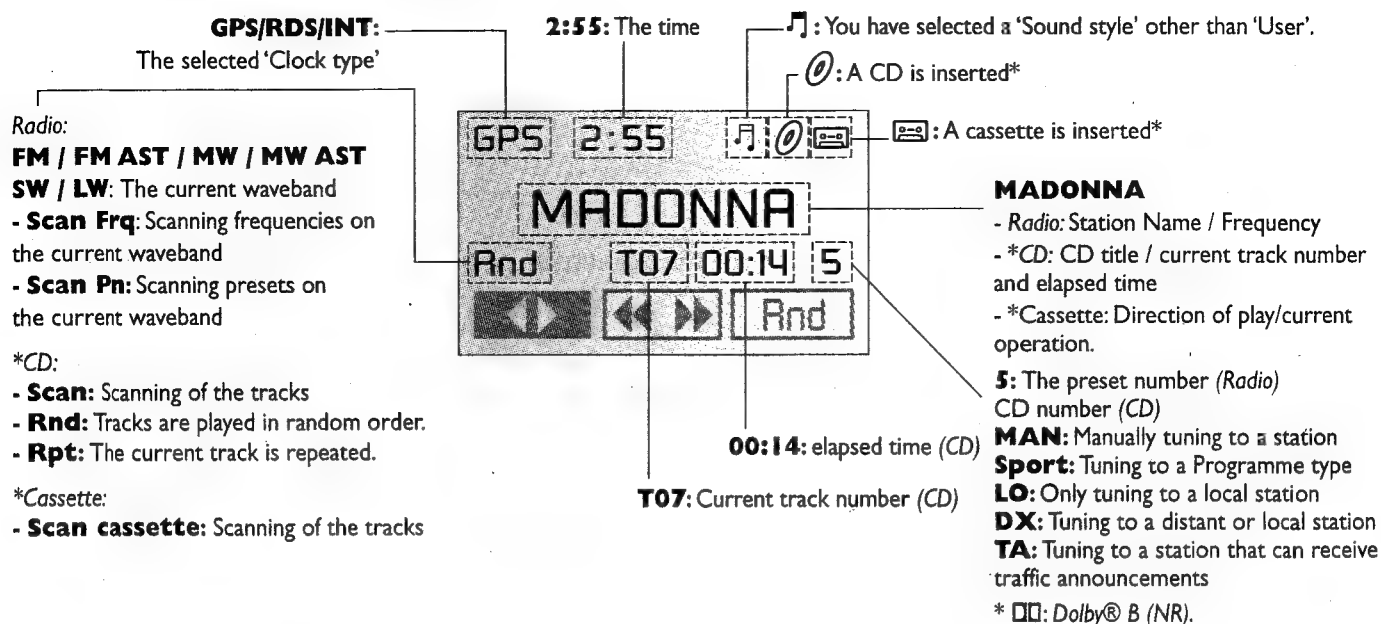 GPS/RDS/INT:
The selected 'Clock type'
2:55: The time
: You have selected a 'Sound style' other than 'User'.
: A CD is inserted*
: A cassette is inserted*
Radio:
FM / FM AST / MW / MW AST
SW / LW: The current waveband
- Scan Frq: Scanning frequencies on
the current waveband
- Scan Pn: Scanning presets on
the current waveband
*CD:
- Scan: Scanning of the tracks
- Rnd: Tracks are played in random order.
- Rpt: The current track is repeated.
*Cassette:
- Scan cassette: Scanning of the tracks
GPS 2:55
MADONNA
Rnd T07 00:14 5
Rnd
00:14: elapsed time (CD)
T07: Current track number (CD)
MADONNA
- Radio: Station Name / Frequency
- *CD: CD title / current track number
and elapsed time
- *Cassette: Direction of play/current
operation.
5: The preset number (Radio)
CD number (CD)
MAN: Manually tuning to a station
Sport: Tuning to a Programme type
LO: Only tuning to a local station
DX: Tuning to a distant or local station
TA: Tuning to a station that can receive
traffic announcements
* : Dolby® B (NR).